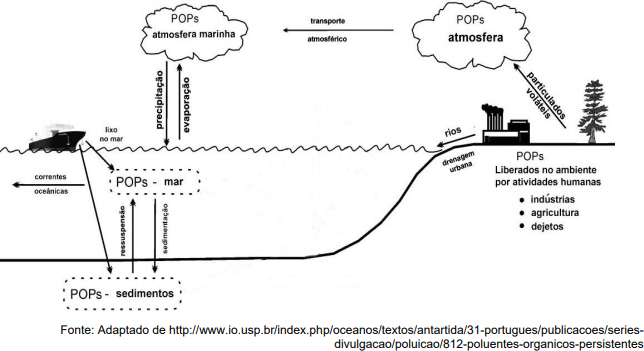 POPs
atmosfera marinha
transporte
atmosférico
POPs
atmosfera
precipitação
evaporação
particulados
voláteis
lixo
no mar
rios
drenagem
urbana
POPs
Liberados no ambiente
por atividades humanas
● indústrias
● agricultura
● dejetos
correntes
oceânicas
POPs - mar
ressuspensão
sedimentação
POPs - sedimentos
Fonte: Adaptado de http://www.io.usp.br/index.php/oceanos/textos/antartida/31-portugues/publicacoes/series-
divulgacao/poluicao/812-poluentes-organicos-persistentes